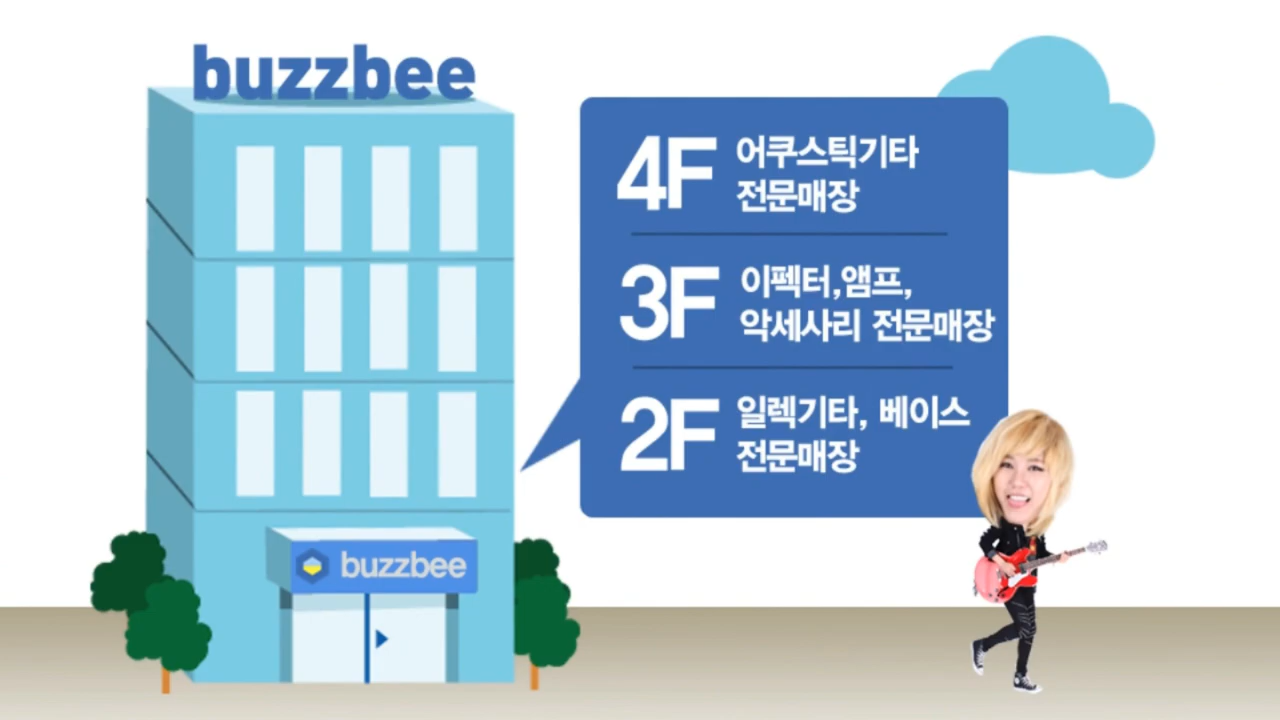 buzzbee
4F 어쿠스틱기타
전문매장
3F 이펙터,앰프,
악세사리 전문매장
2F 일렉기타, 베이스
전문매장
buzzbee